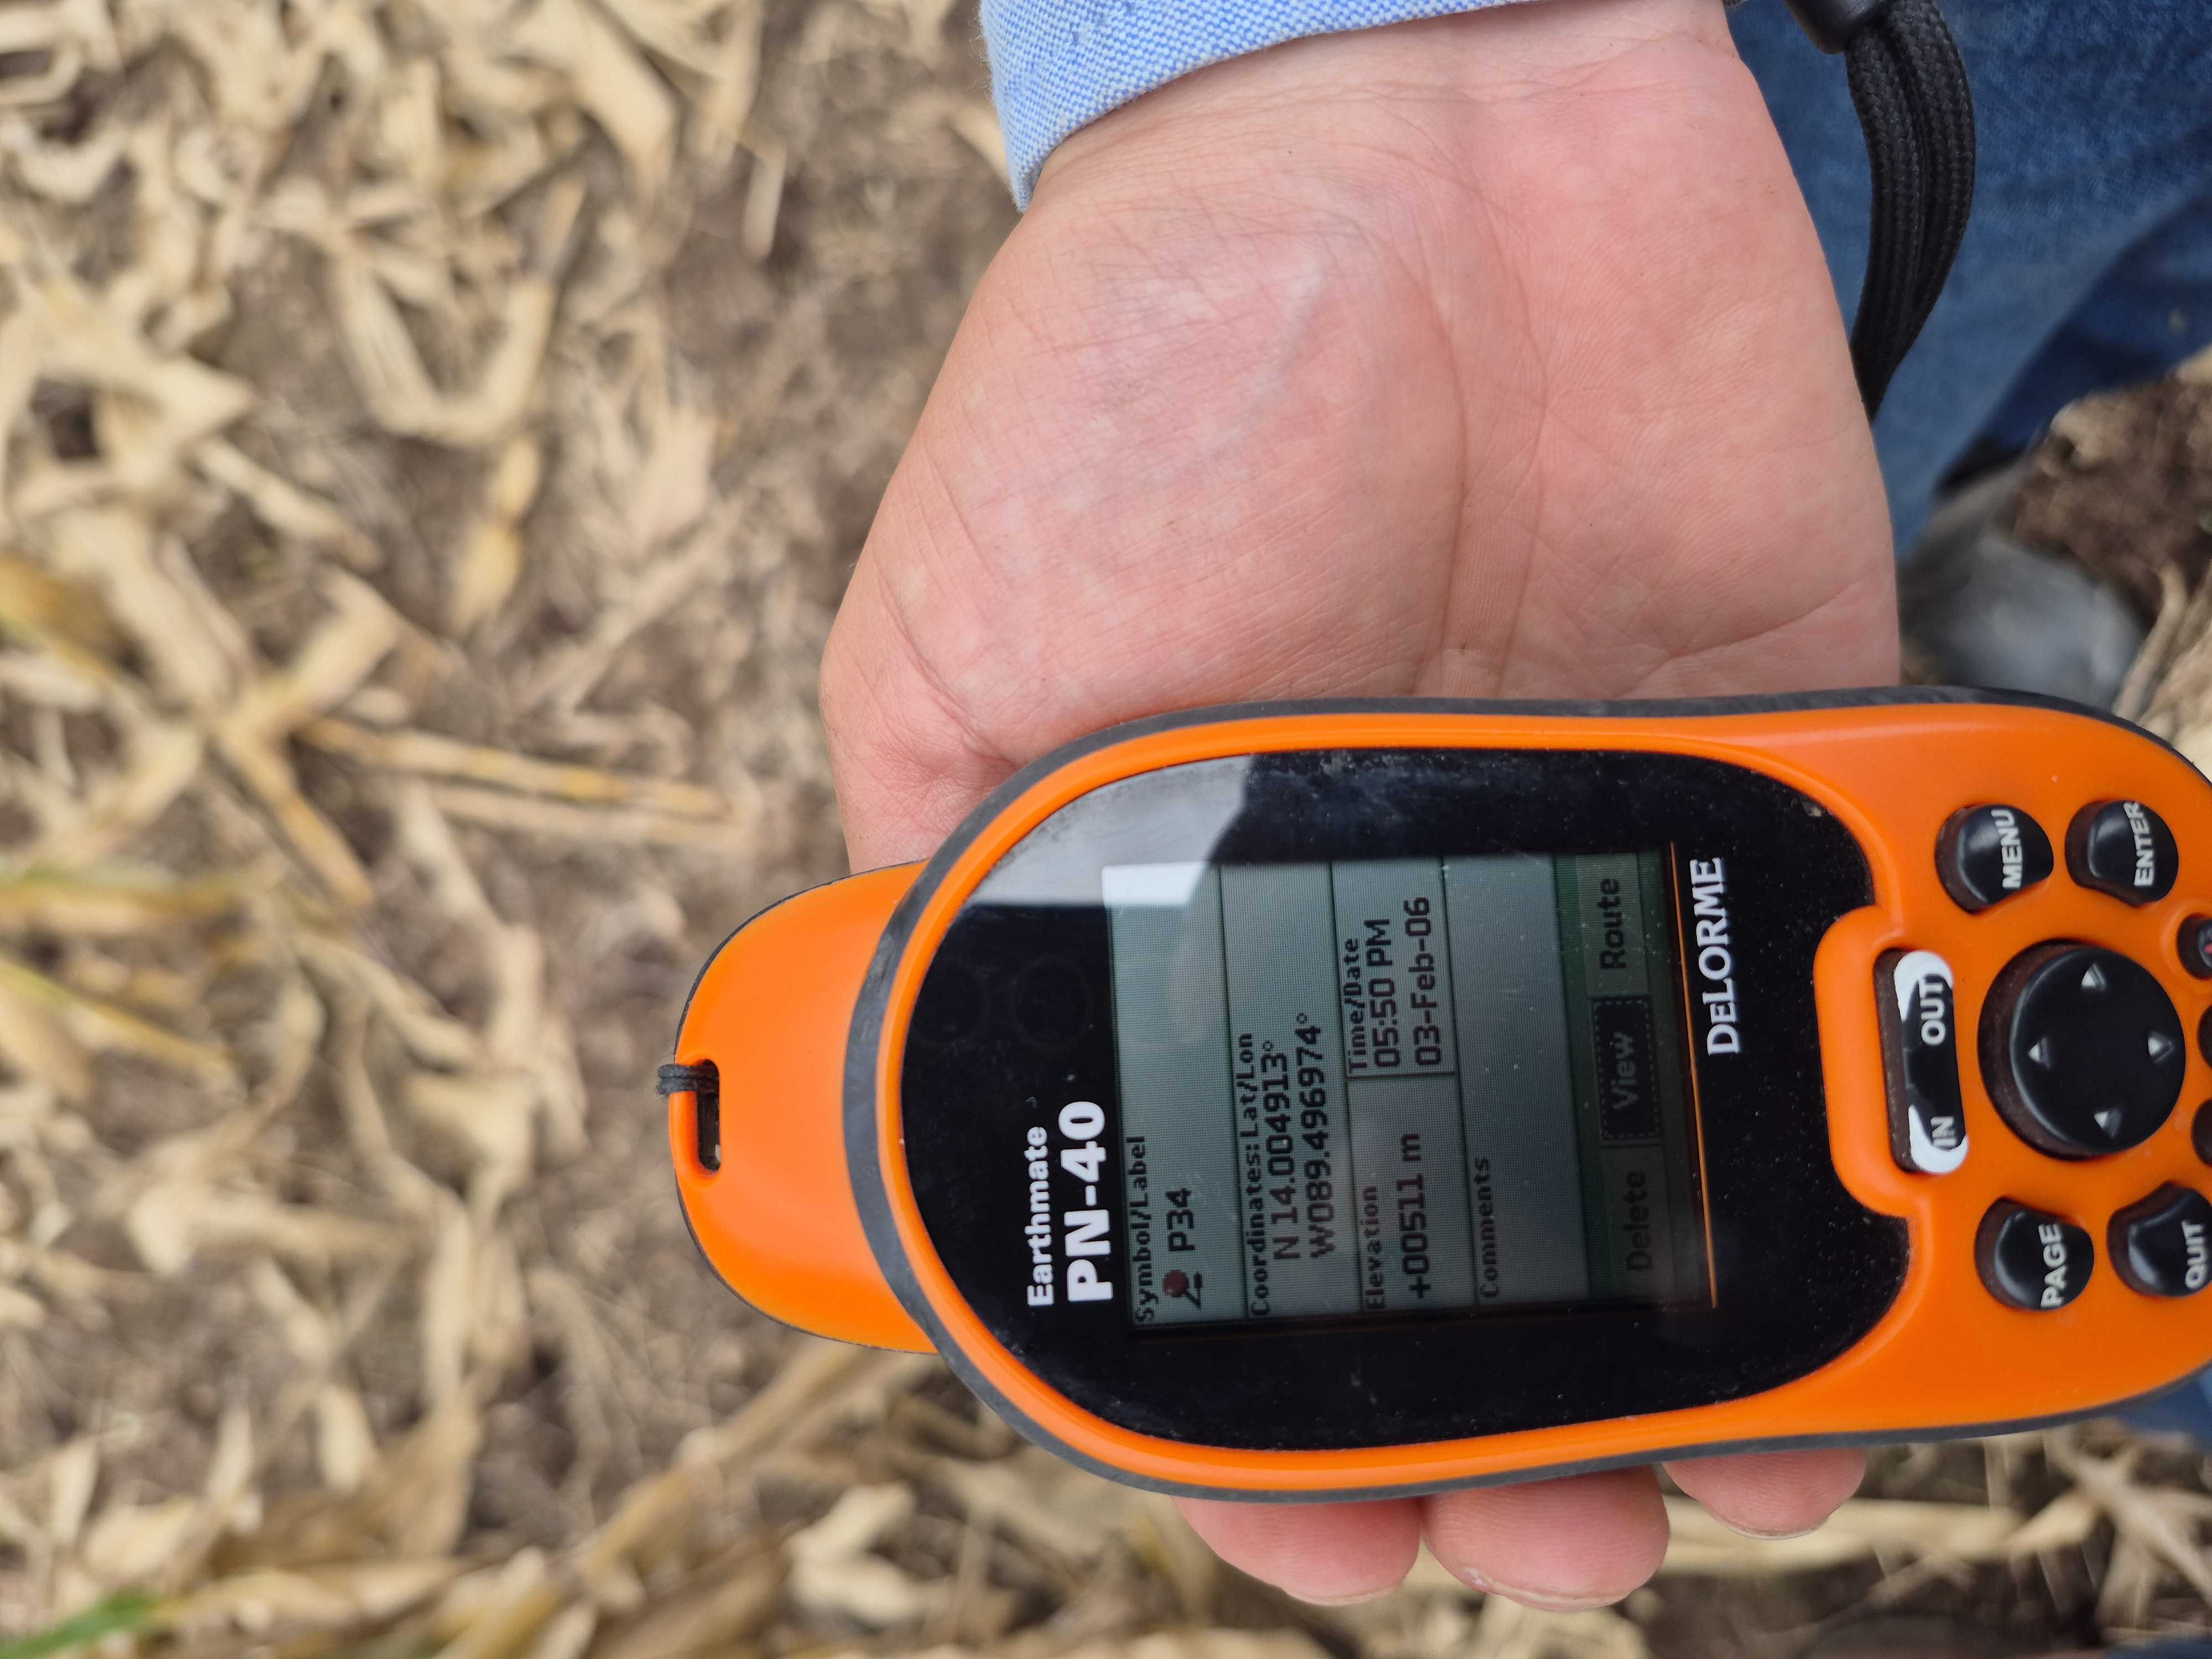 Earthmate
PN-40
Symbol/Label
P34
Coordinates:Lat/Lon
N 14.004913°
W089.496974°
Elevation
+00511 m
Time/Date
05:50 PM
03-Feb-06
Comments
Delete View Route
DELORME
IN OUT
PAGE MENU
QUIT ENTER